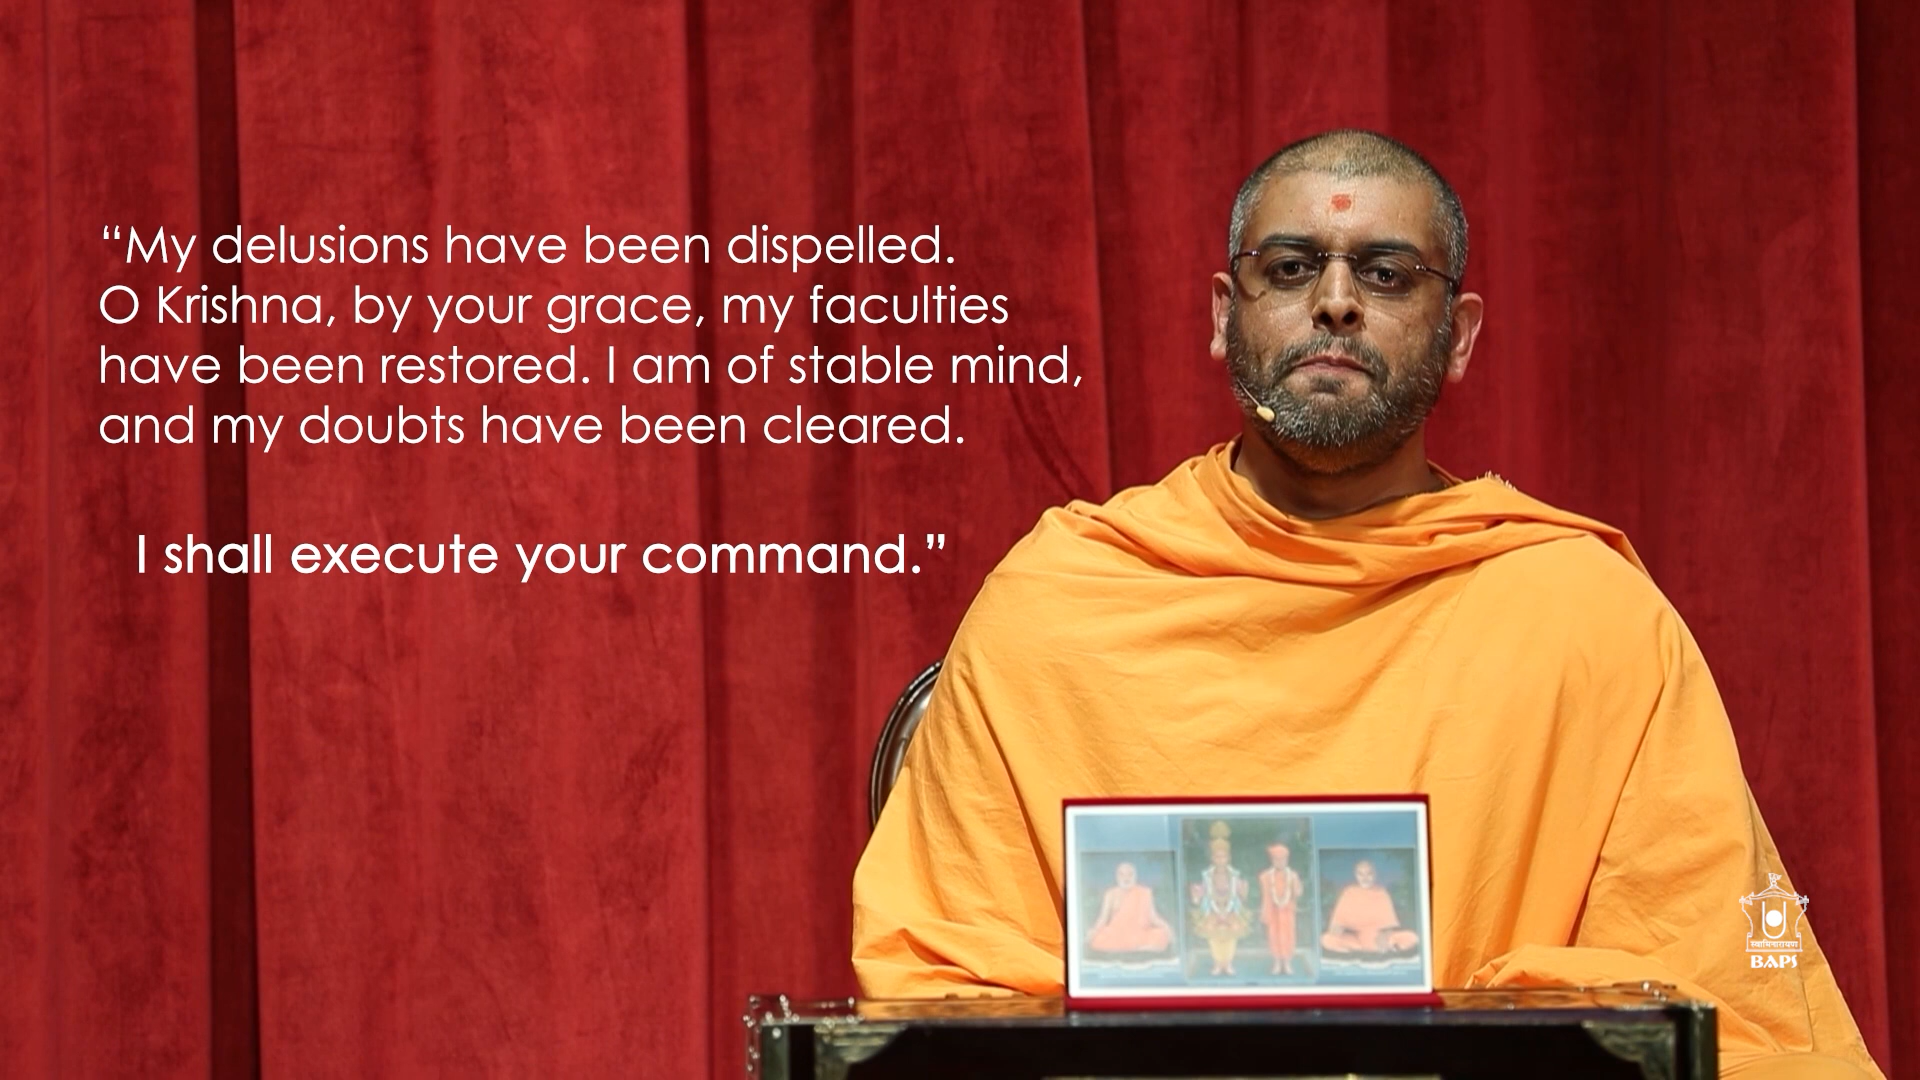 “My delusions have been dispelled.
O Krishna, by your grace, my faculties
have been restored. I am of stable mind,
and my doubts have been cleared.
I shall execute your command.”
स्वामिनारायण
BAPS